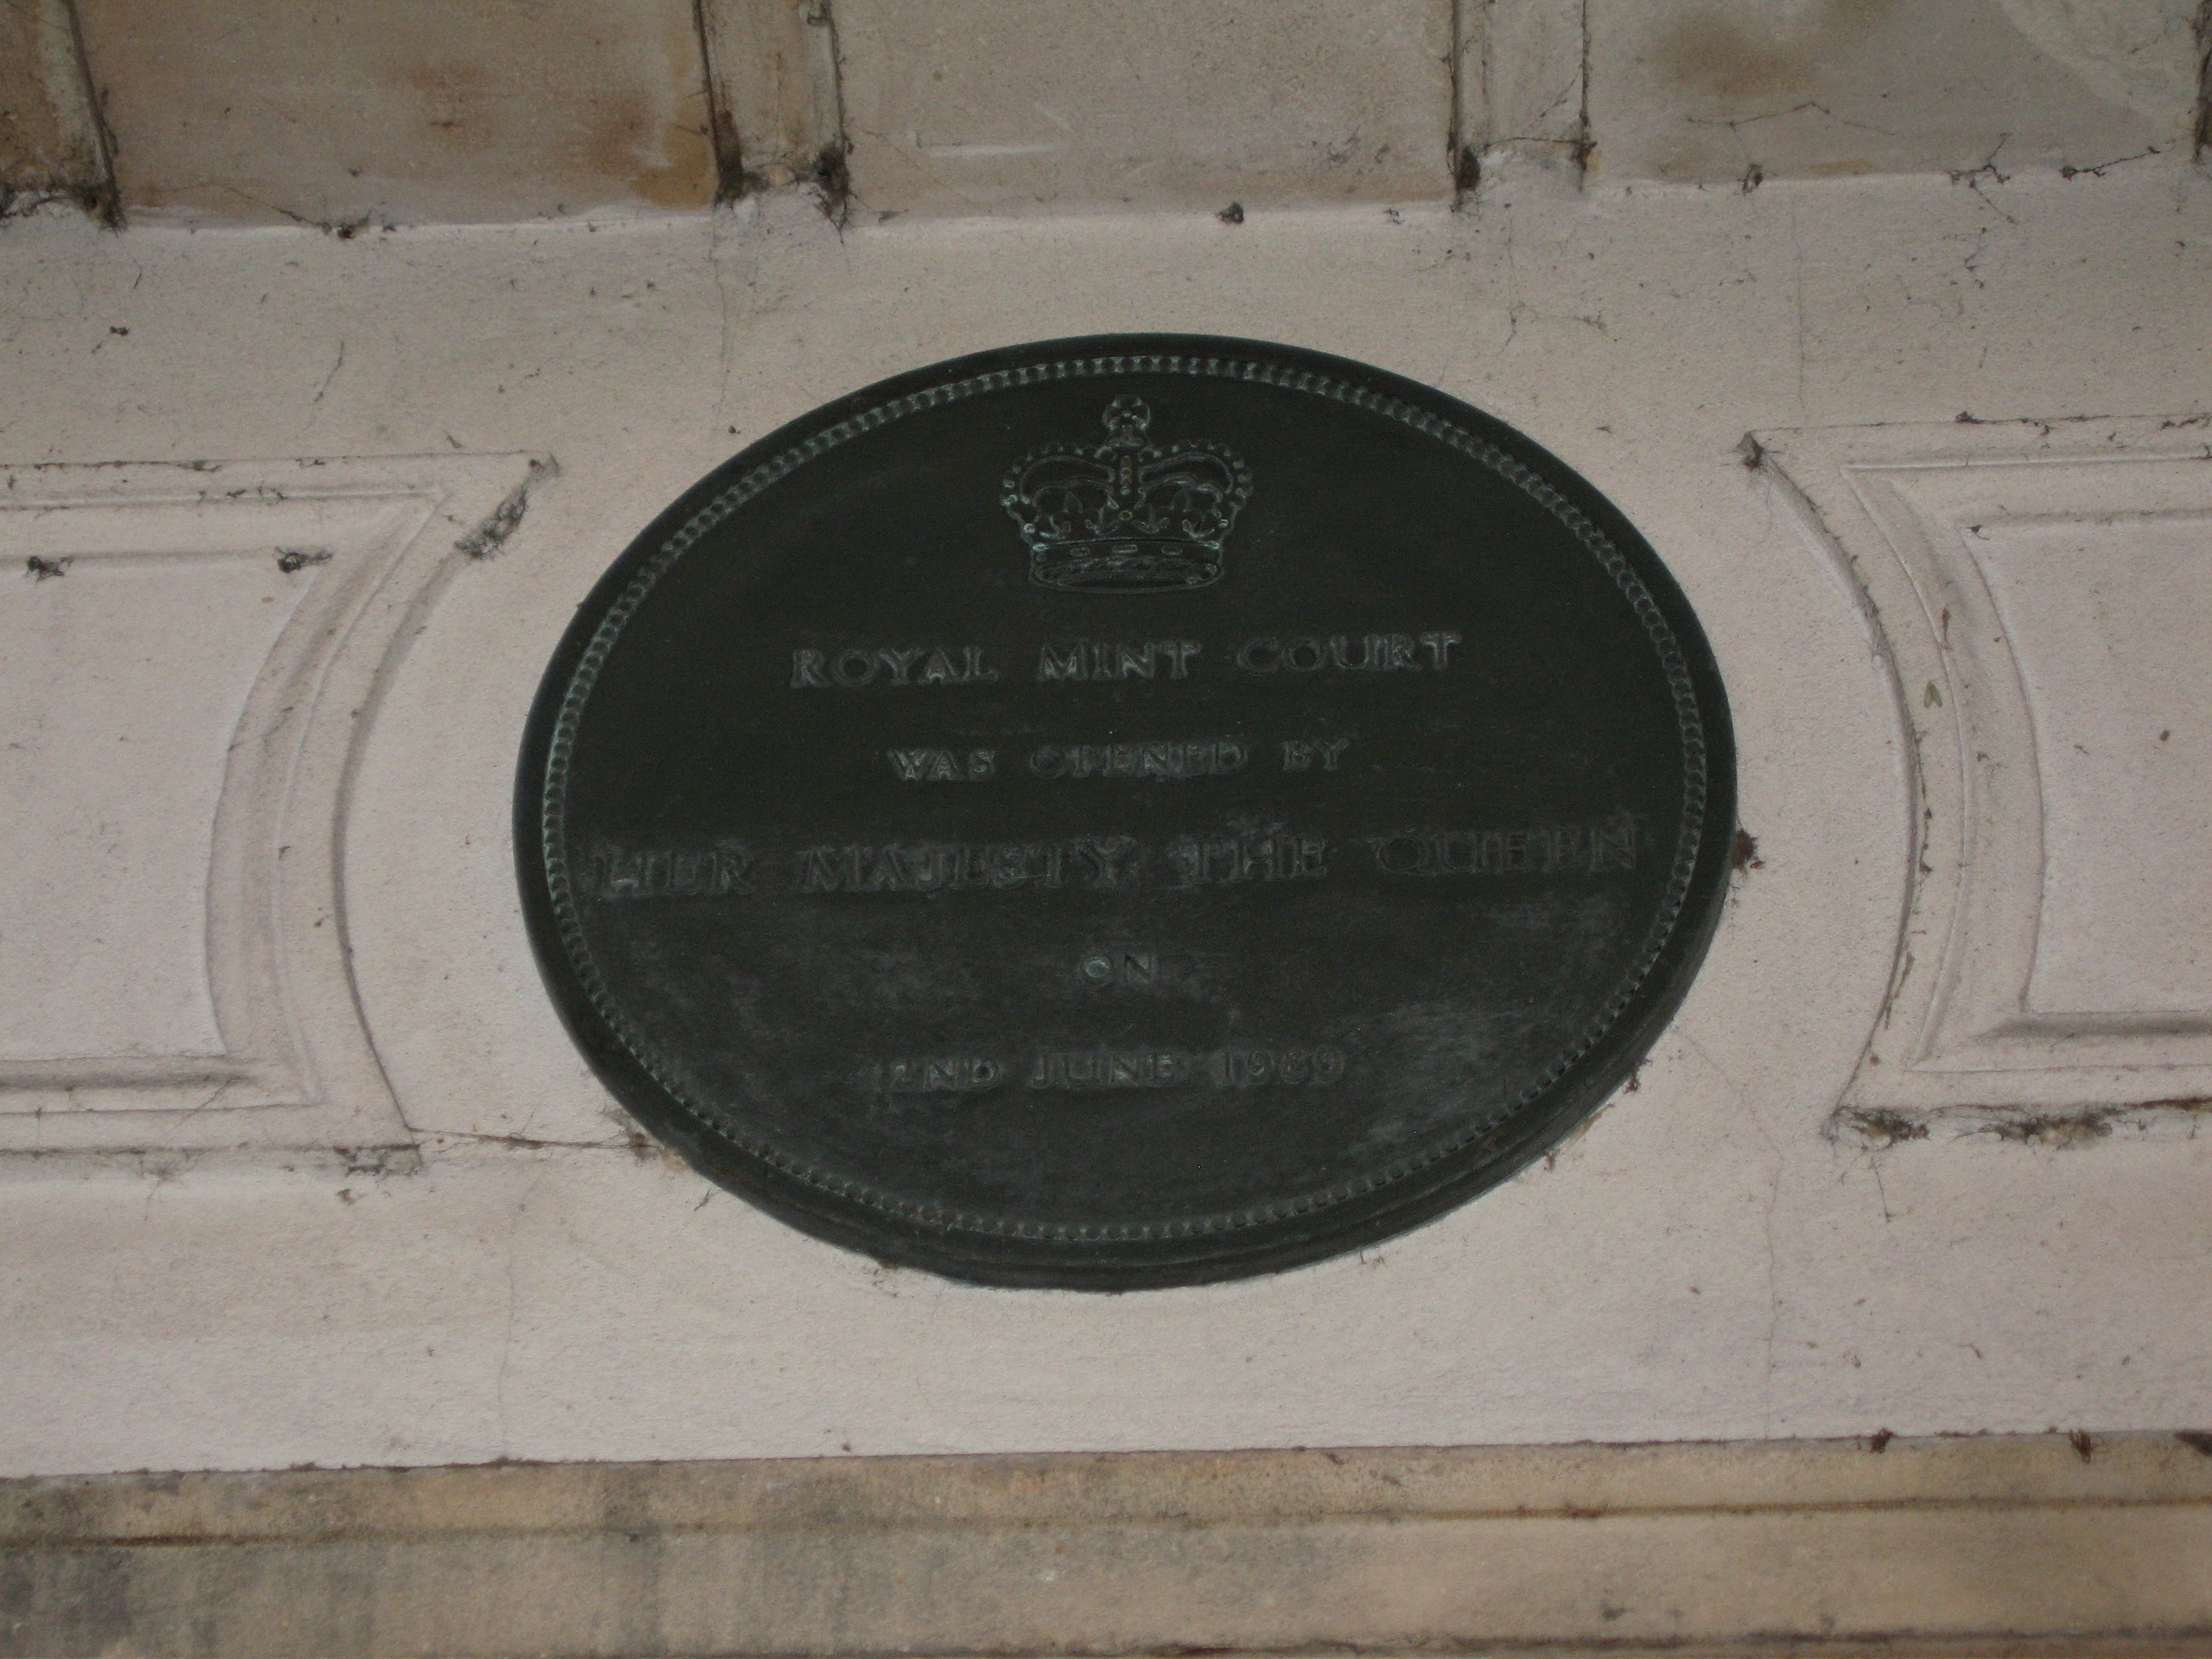 ROYAL MINT COURT
WAS OPENED BY
HER MAJESTY THE QUEEN
ON
2ND JUNE 1989